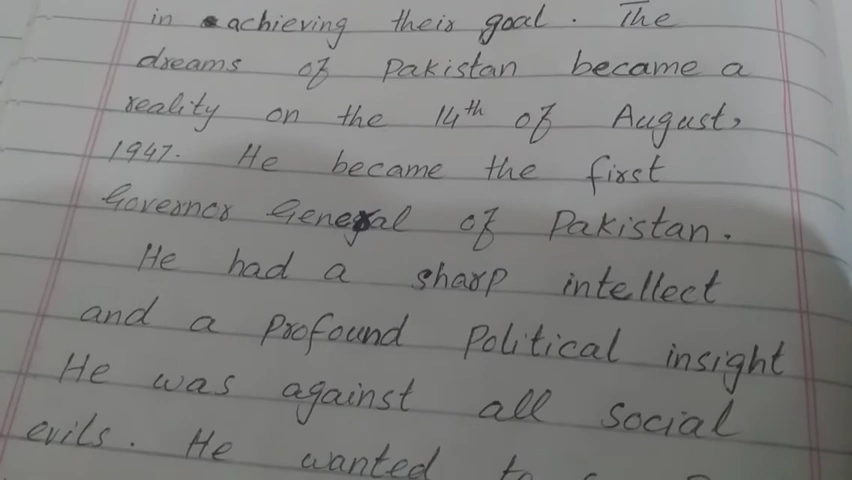 in achieving their goal. The
dreams of Pakistan became a
reality on the 14th of August,
1947. He became the first
Governor General of Pakistan.
He had a sharp intellect
and a profound Political insight
He was against all social
evils. He wanted to